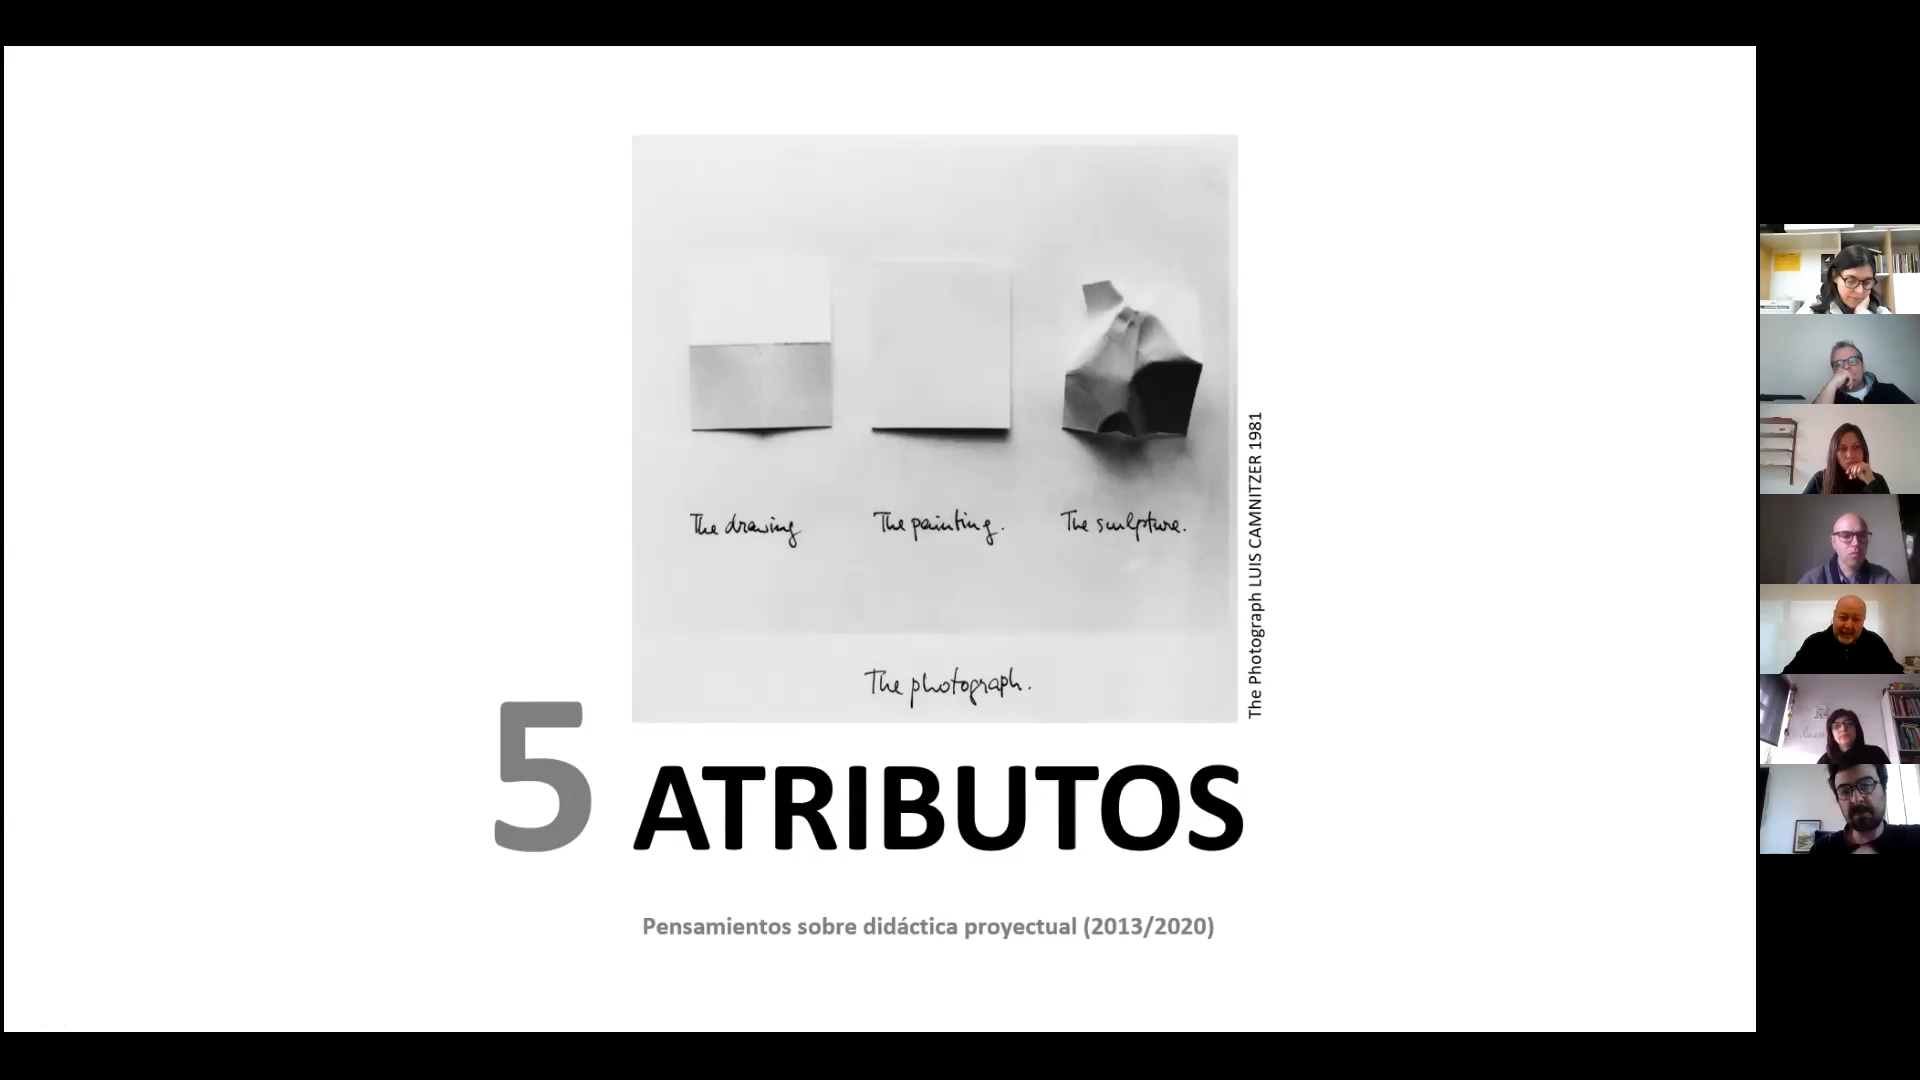 The drawing
The painting.
The sculpture.
The photograph.
The Photograph LUIS CAMNITZER 1981
5 ATRIBUTOS
Pensamientos sobre didáctica proyectual (2013/2020)